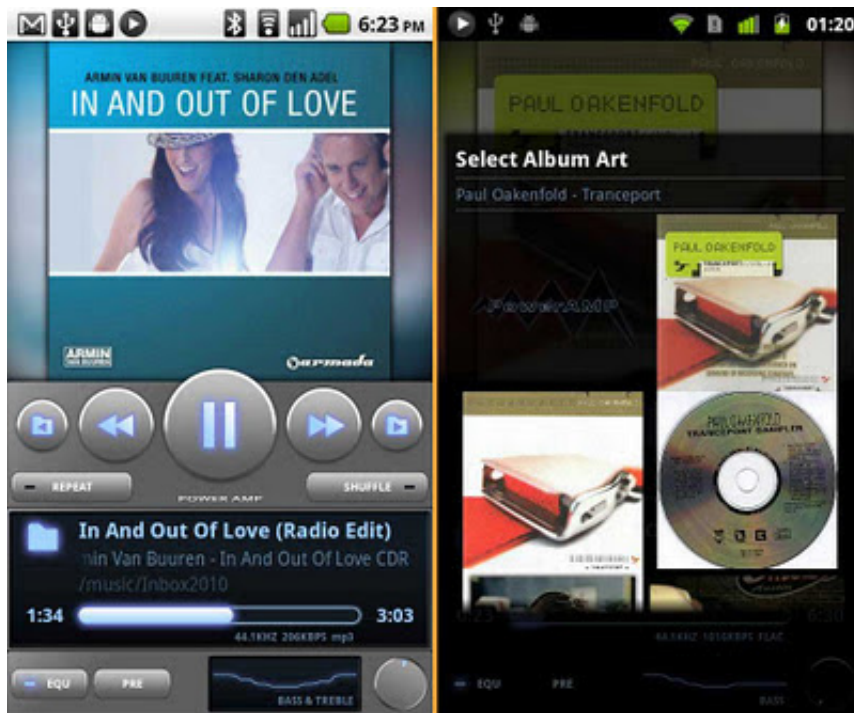 6:23 PM
ARMIN VAN BUUREN FEAT. SHARON DEN ADEL
IN AND OUT OF LOVE
ARMIN
VAN BUUREN
armada
REPEAT
SHUFFLE
POWER AMP
In And Out Of Love (Radio Edit)
min Van Buuren - In And Out Of Love CDR
/music/Inbox2010
1:34
3:03
44.1KHZ 206KBPS mp3
EQU
PRE
BASS & TREBLE
01:20
PAUL OAKENFOLD
Select Album Art
Paul Oakenfold - Tranceport
PAUL OAKENFOLD
PowerAMP
PAUL OAKENFOLD
TRANCEPORT SAMPLER
EQU
PRE
BASS